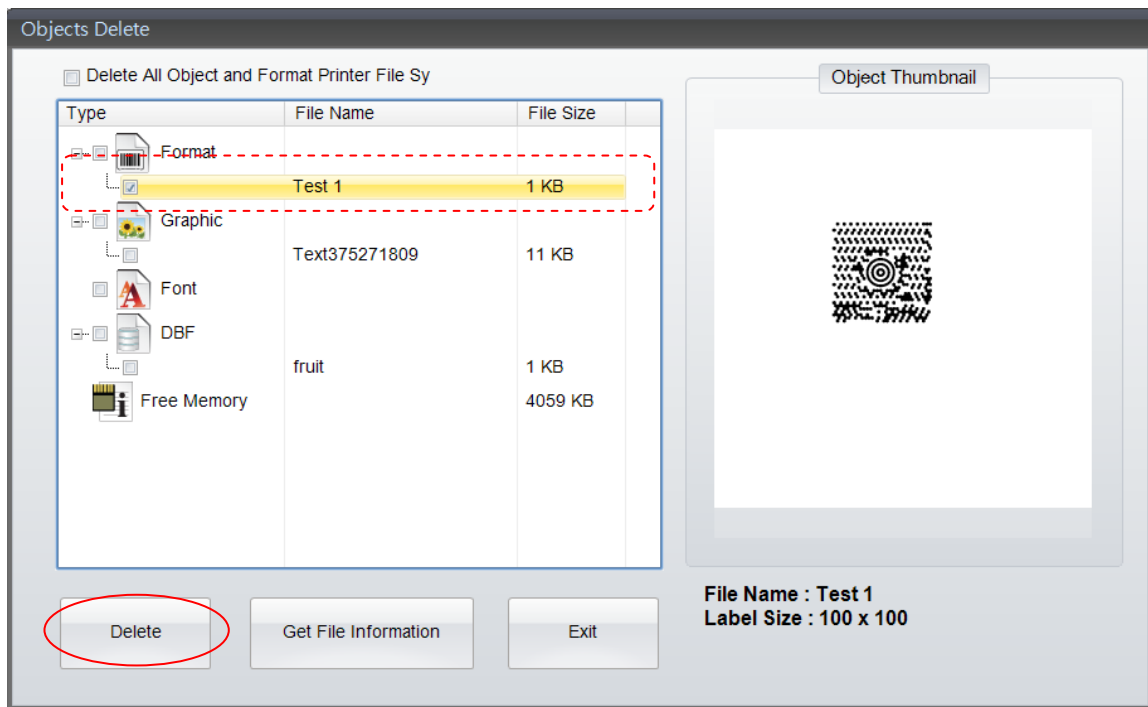 Objects Delete
Delete All Object and Format Printer File Sy
Object Thumbnail
Type File Name File Size
Format
Test 1 1 KB
Graphic
Text375271809 11 KB
Font
DBF
fruit 1 KB
Free Memory 4059 KB
File Name : Test 1
Label Size : 100 x 100
Delete Get File Information Exit